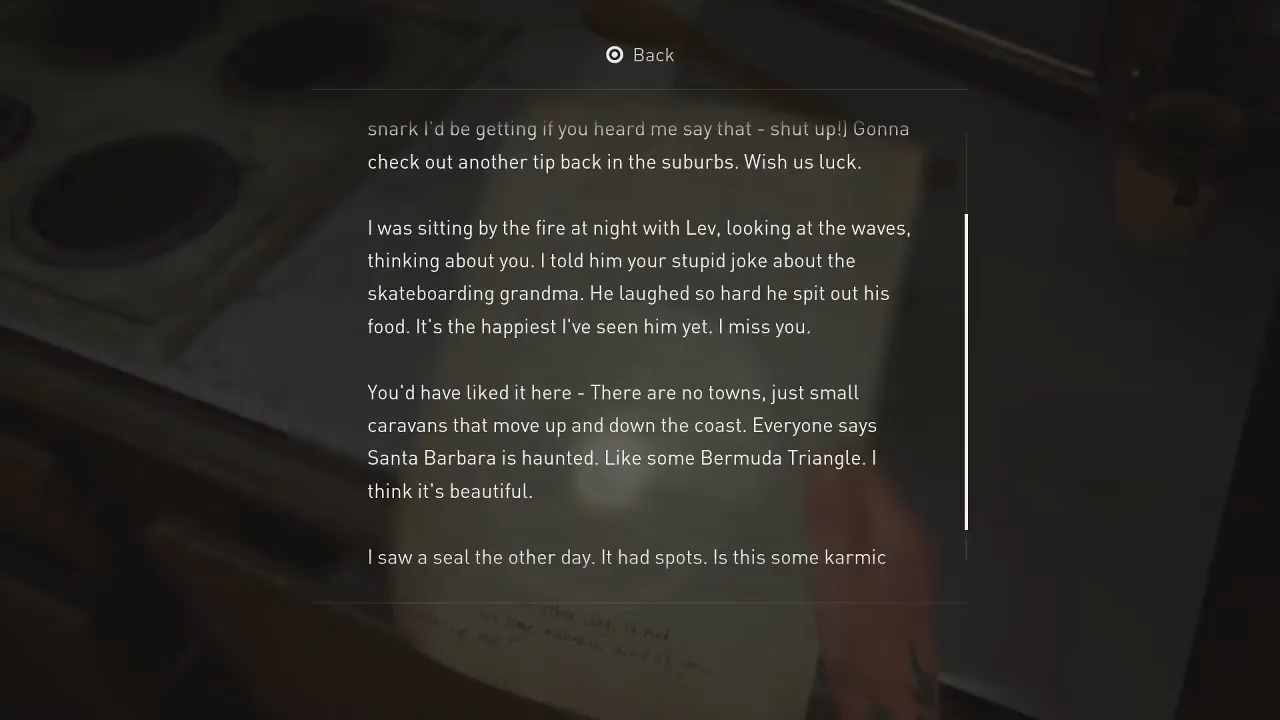 Back
snark I'd be getting if you heard me say that - shut up!) Gonna
check out another tip back in the suburbs. Wish us luck.
I was sitting by the fire at night with Lev, looking at the waves,
thinking about you. I told him your stupid joke about the
skateboarding grandma. He laughed so hard he spit out his
food. It's the happiest I've seen him yet. I miss you.
You'd have liked it here - There are no towns, just small
caravans that move up and down the coast. Everyone says
Santa Barbara is haunted. Like some Bermuda Triangle. I
think it's beautiful.
I saw a seal the other day. It had spots. Is this some karmic